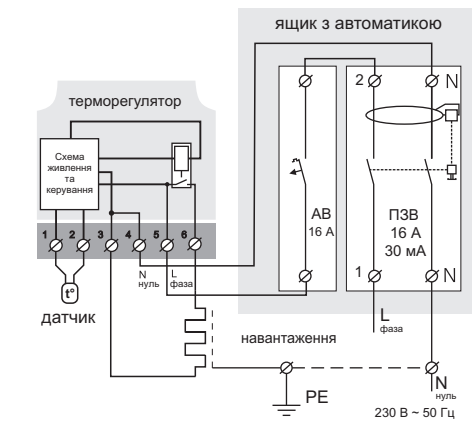 ящик з автоматикою
терморегулятор
Схема
живлення
та
керування
2
N
АВ
16 А
ПЗВ
16 А
30 мА
1
N
1 2 3 4 5 6
N
нуль
L
фаза
t°
датчик
L
фаза
навантаження
PE
N
нуль
230 В ~ 50 Гц